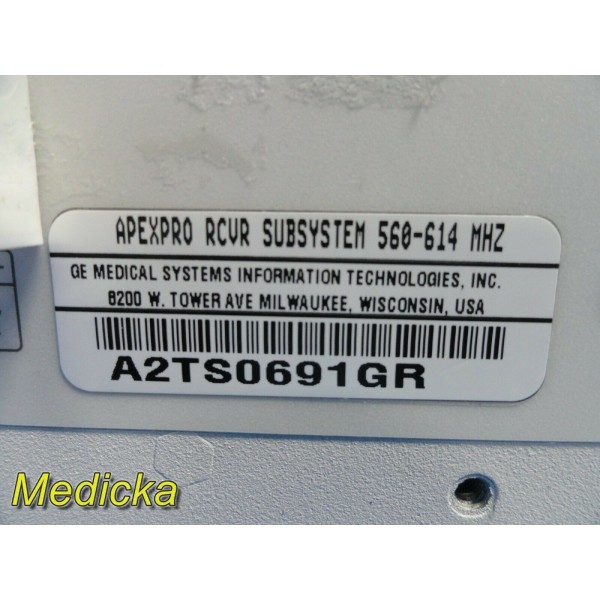 APEXPRO RCVR SUBSYSTEM 560-614 MHZ
GE MEDICAL SYSTEMS INFORMATION TECHNOLOGIES, INC.
8200 W. TOWER AVE MILWAUKEE, WISCONSIN, USA
A2TS0691GR
Medicka